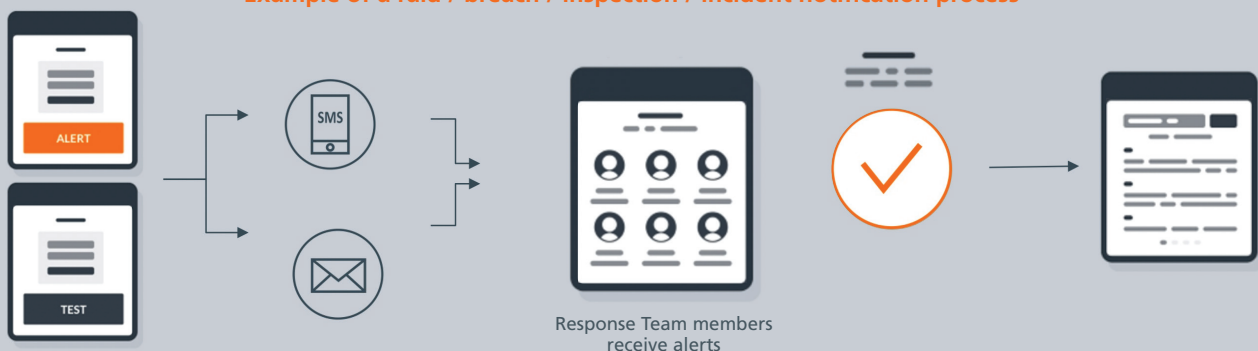 Example of a raid / breach / inspection / incident notification process
ALERT
SMS
TEST
Response Team members
receive alerts